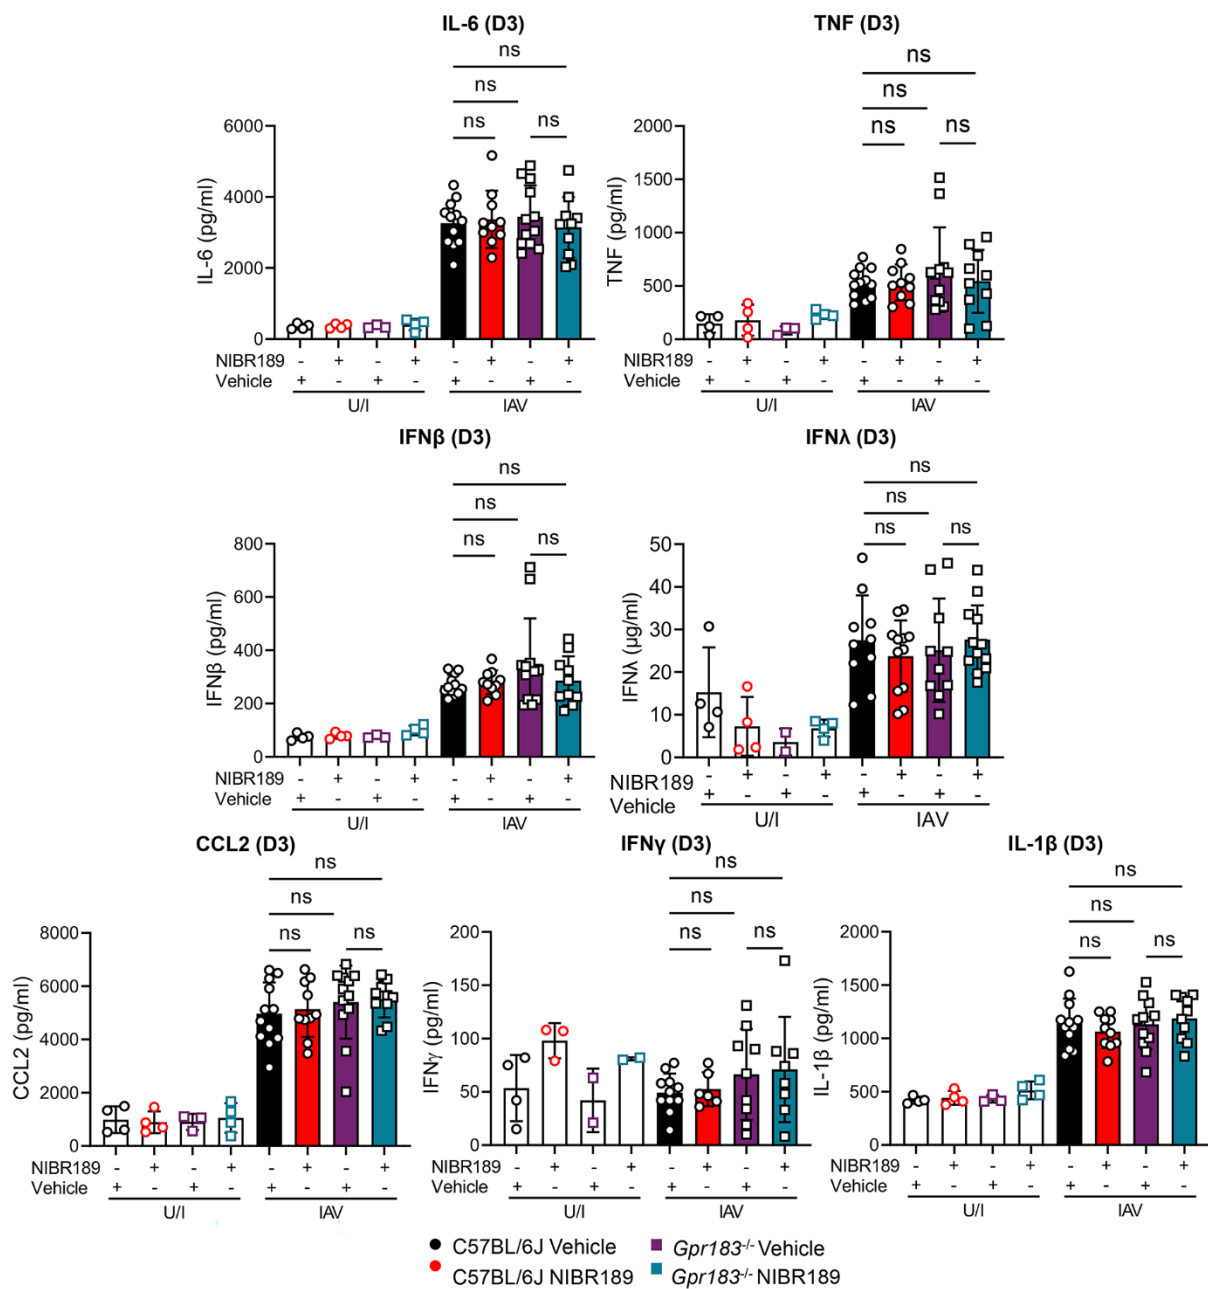 IL-6 (D3)
ns
ns
ns
ns
6000
4000
2000
0
IL-6 (pg/ml)
NIBR189 - + - + - + - +
Vehicle + - + - + - + -
U/I IAV
TNF (D3)
ns
ns
ns
ns
2000
1500
1000
500
0
TNF (pg/ml)
NIBR189 - + - + - + - +
Vehicle + - + - + - + -
U/I IAV
IFNβ (D3)
ns
ns
ns
ns
800
600
400
200
0
IFNβ (pg/ml)
NIBR189 - + - + - + - +
Vehicle + - + - + - + -
U/I IAV
IFNλ (D3)
ns
ns
ns
ns
50
40
30
20
10
0
IFNλ (µg/ml)
NIBR189 - + - + - + - +
Vehicle + - + - + - + -
U/I IAV
CCL2 (D3)
ns
ns
ns
ns
8000
6000
4000
2000
0
CCL2 (pg/ml)
NIBR189 - + - + - + - +
Vehicle + - + - + - + -
U/I IAV
IFNγ (D3)
ns
ns
ns
ns
200
150
100
50
0
IFNγ (pg/ml)
NIBR189 - + - + - + - +
Vehicle + - + - + - + -
U/I IAV
IL-1β (D3)
ns
ns
ns
ns
2000
1500
1000
500
0
IL-1β (pg/ml)
NIBR189 - + - + - + - +
Vehicle + - + - + - + -
U/I IAV
C57BL/6J Vehicle
C57BL/6J NIBR189
Gpr183-/- Vehicle
Gpr183-/- NIBR189